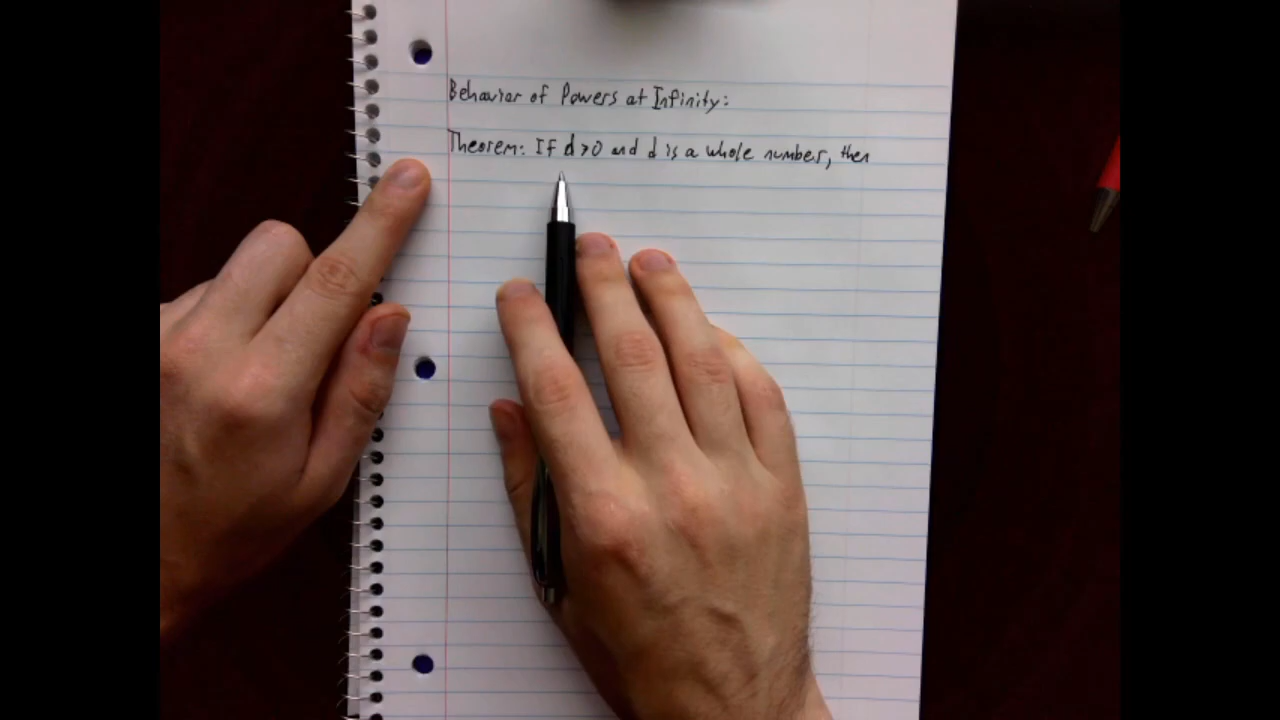 Behavior of Powers at Infinity:
Theorem: If d>0 and d is a whole number, then